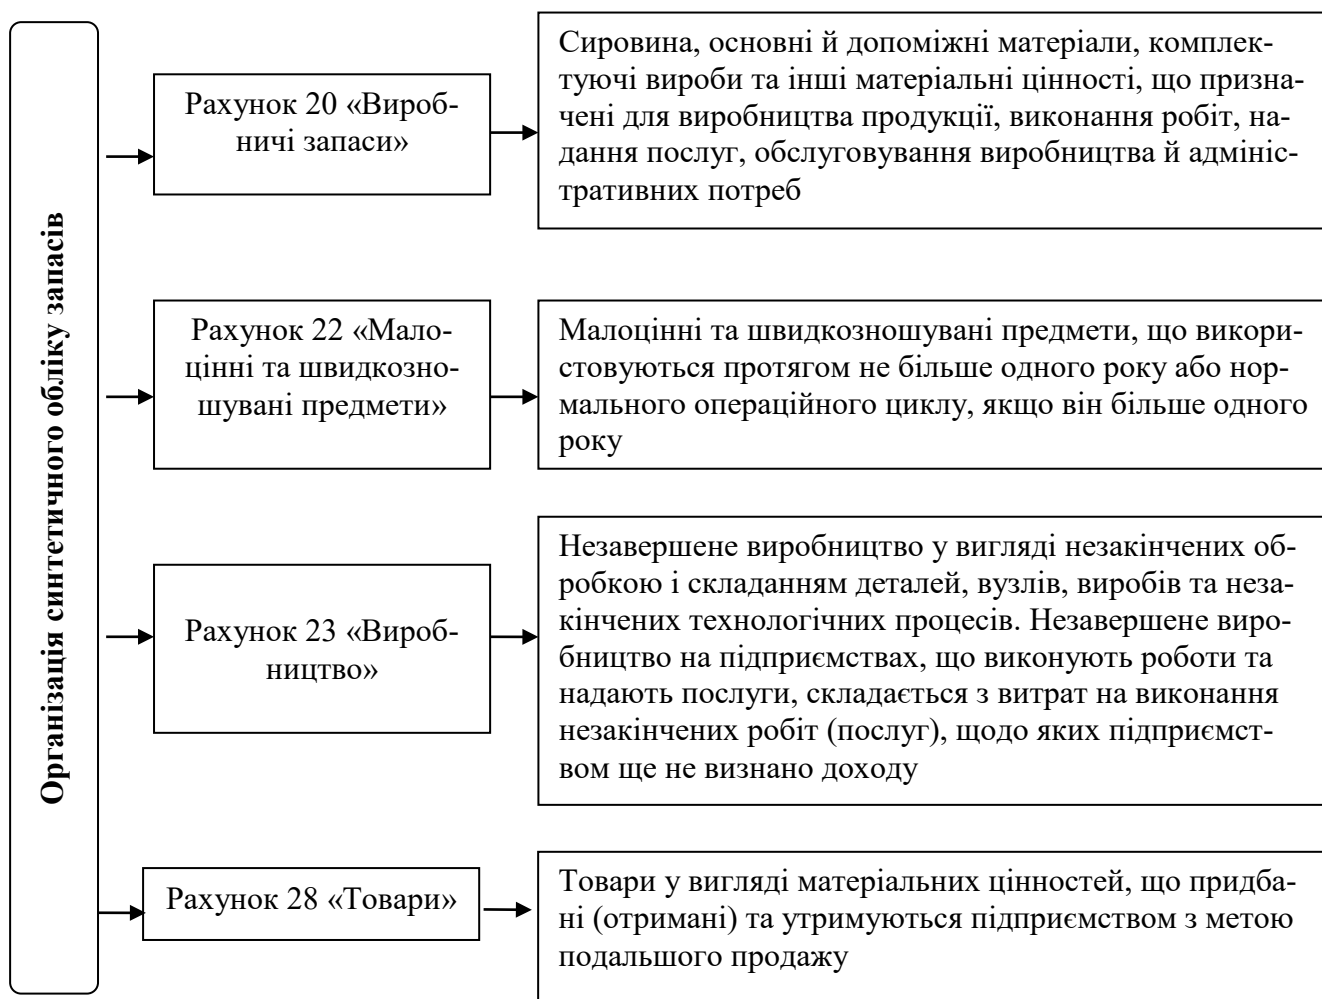 Організація синтетичного обліку запасів
Рахунок 20 «Вироб-
ничі запаси»
Сировина, основні й допоміжні матеріали, комплек-
туючі вироби та інші матеріальні цінності, що призна-
чені для виробництва продукції, виконання робіт, на-
дання послуг, обслуговування виробництва й адмініс-
тративних потреб
Рахунок 22 «Мало-
цінні та швидкозно-
шувані предмети»
Малоцінні та швидкозношувані предмети, що викори-
стовуються протягом не більше одного року або нор-
мального операційного циклу, якщо він більше одного
року
Рахунок 23 «Вироб-
ництво»
Незавершене виробництво у вигляді незакінчених об-
робкою і складанням деталей, вузлів, виробів та неза-
кінчених технологічних процесів. Незавершене виро-
бництво на підприємствах, що виконують роботи та
надають послуги, складається з витрат на виконання
незакінчених робіт (послуг), щодо яких підприємст-
вом ще не визнано доходу
Рахунок 28 «Товари»
Товари у вигляді матеріальних цінностей, що придба-
ні (отримані) та утримуються підприємством з метою
подальшого продажу